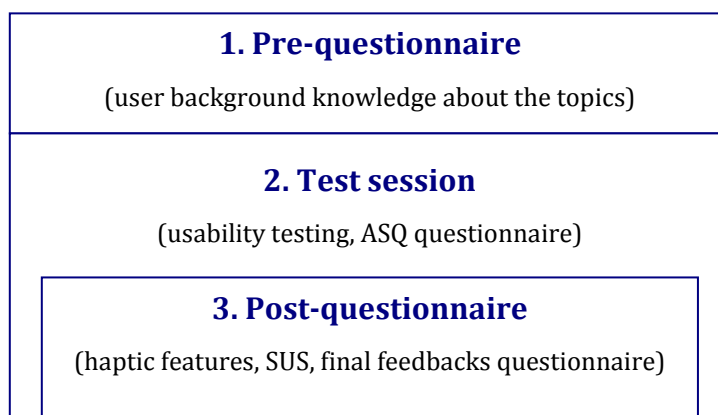 1. Pre-questionnaire
(user background knowledge about the topics)
2. Test session
(usability testing, ASQ questionnaire)
3. Post-questionnaire
(haptic features, SUS, final feedbacks questionnaire)